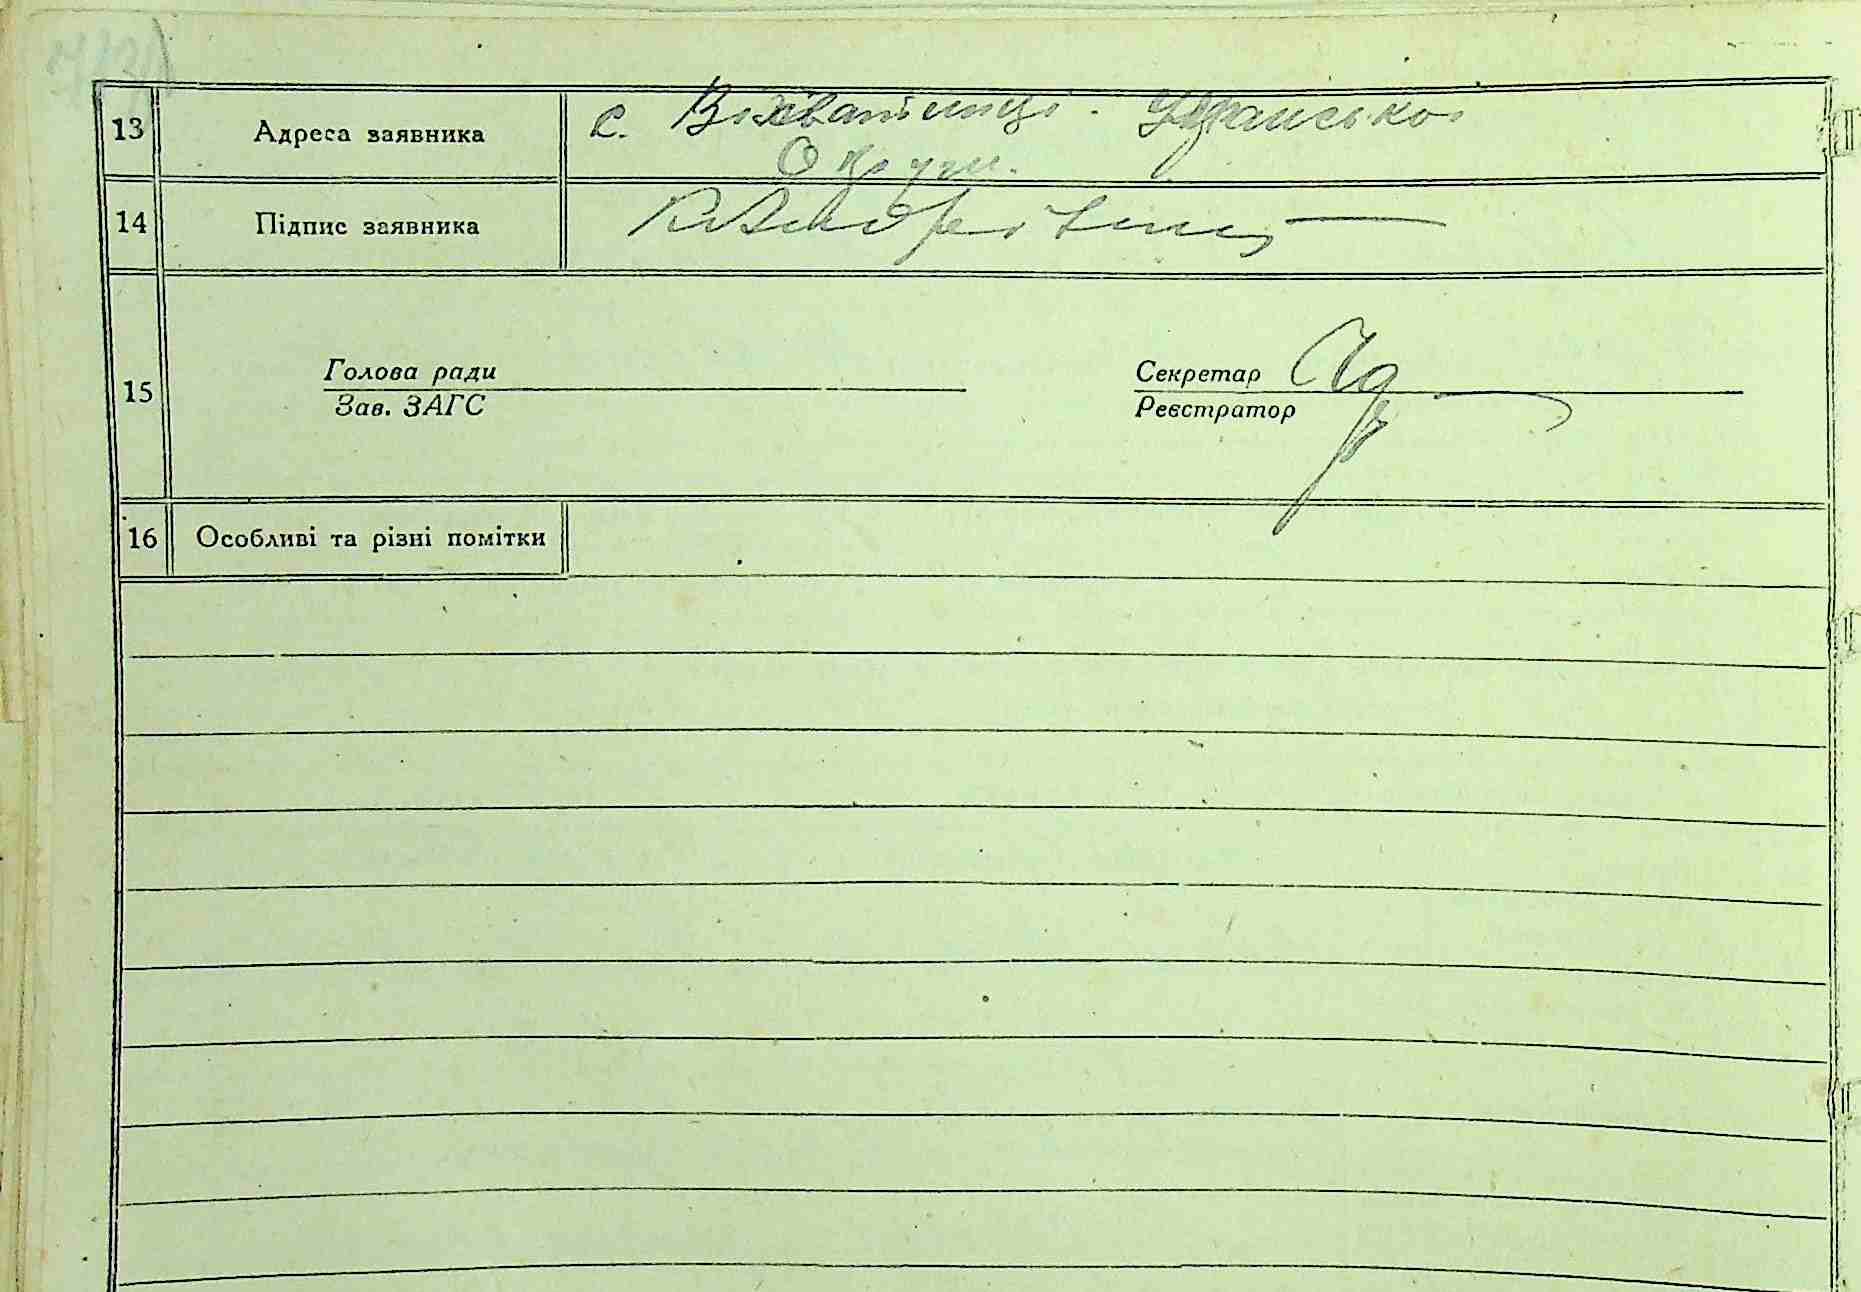 13 Адреса заявника с. Вихватинці.
Округи.
14 Підпис заявника
15 Голова ради Секретар
Зав. ЗАГС Реєстратор
16 Особливі та різні помітки